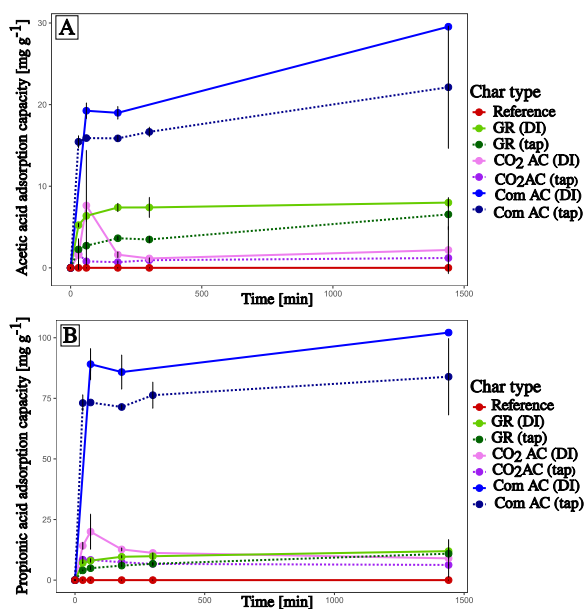 A
Acetic acid adsorption capacity [mg g-1]
30
20
10
0
0
500
1000
1500
Time [min]
Char type
Reference
GR (DI)
GR (tap)
CO2 AC (DI)
CO2AC (tap)
Com AC (DI)
Com AC (tap)
B
Propionic acid adsorption capacity [mg g-1]
100
75
50
25
0
0
500
1000
1500
Time [min]
Char type
Reference
GR (DI)
GR (tap)
CO2 AC (DI)
CO2AC (tap)
Com AC (DI)
Com AC (tap)